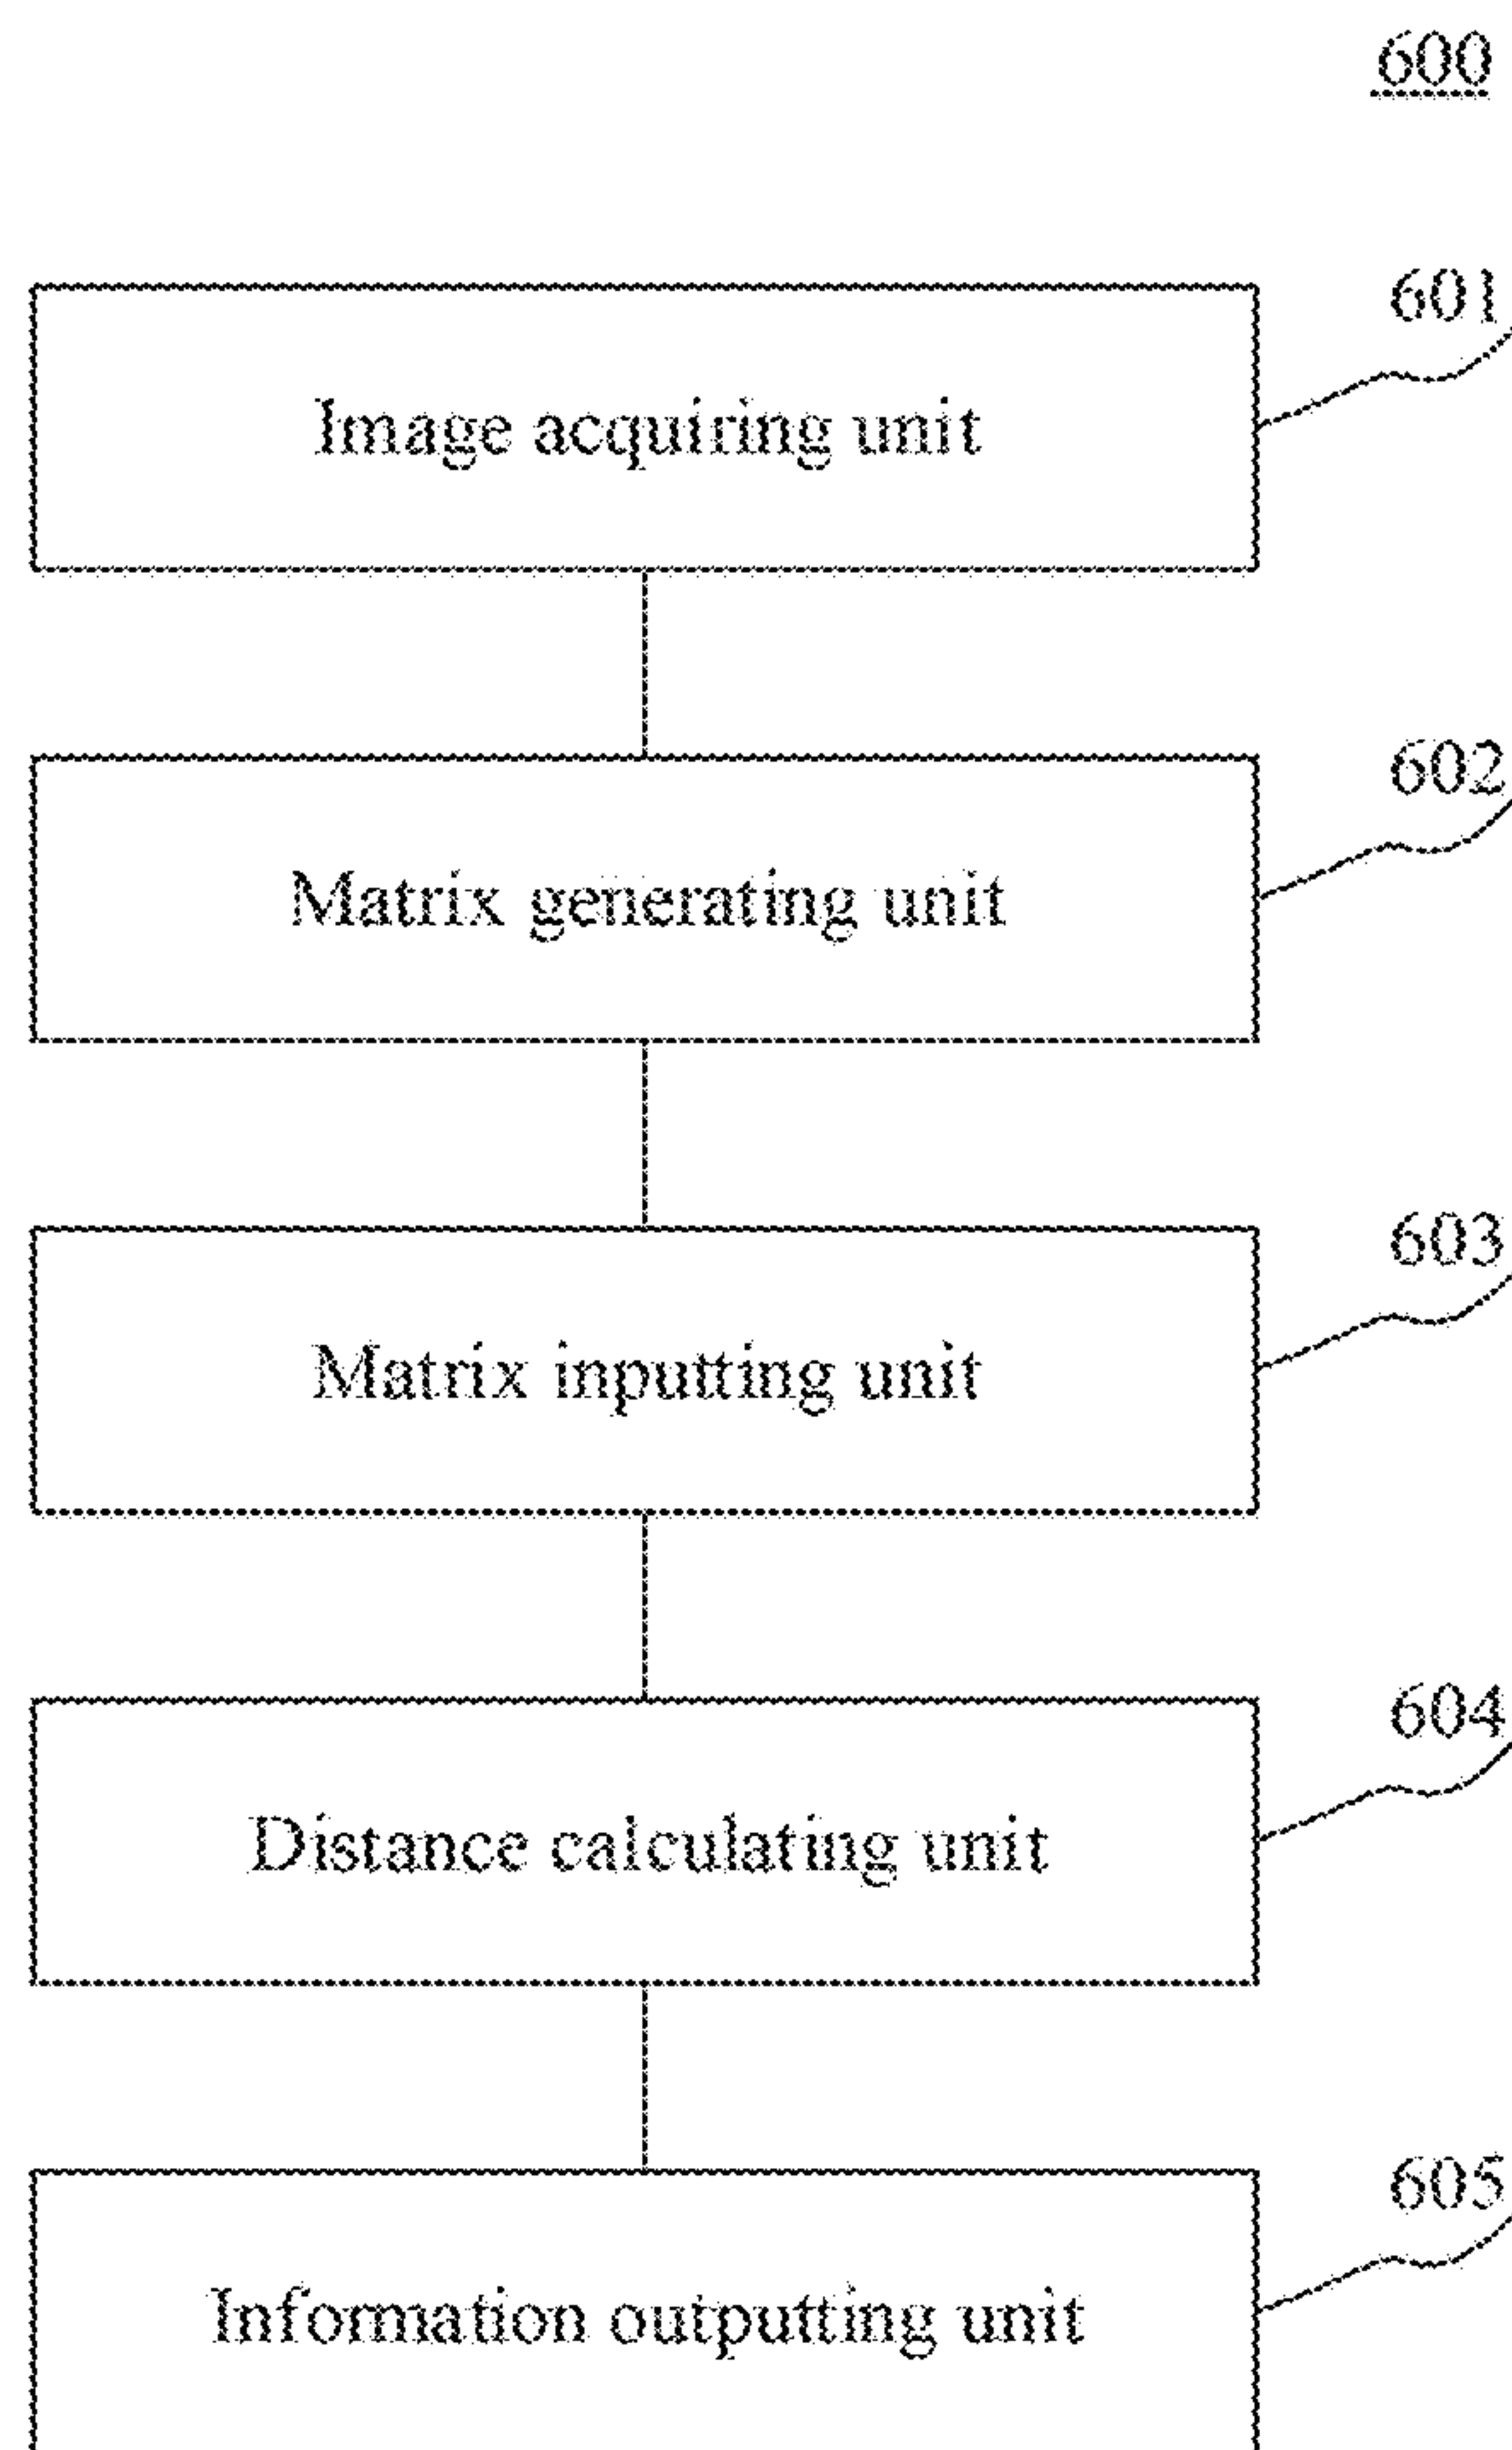 600
601
Image acquiring unit
602
Matrix generating unit
603
Matrix inputting unit
604
Distance calculating unit
605
Information outputting unit